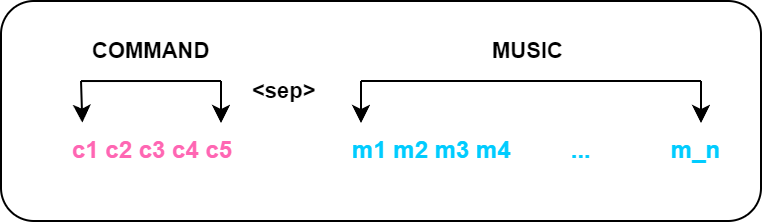 COMMAND MUSIC
<sep>
c1 c2 c3 c4 c5 m1 m2 m3 m4 ... m_n